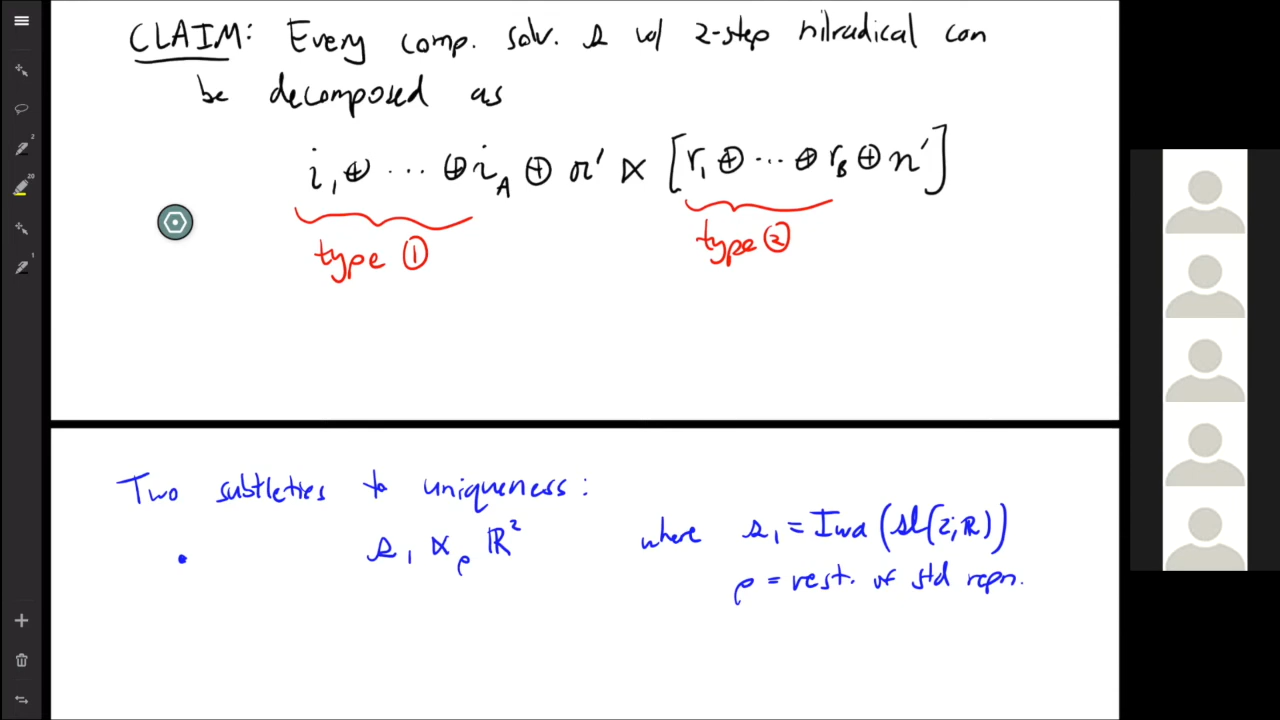 CLAIM: Every comp. solv. 𝔰 w/ 2-step nilradical can
be decomposed as
i₁ ⊕ ... ⊕ i_A ⊕ 𝔞′ ⋉ [r₁ ⊕ ... ⊕ r_B ⊕ n′]
type ① type ②
Two subtleties to uniqueness:
• 𝔰₁ ⋉_ρ ℝ² where 𝔰₁ = Iwa (sl(2;ℝ))
ρ = rest. of std repn.